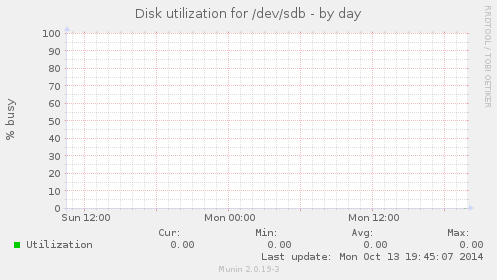 Disk utilization for /dev/sdb - by day
RRDTOOL / TOBI OETIKER
% busy
100
90
80
70
60
50
40
30
20
10
0
Sun 12:00 Mon 00:00 Mon 12:00
Cur: Min: Avg: Max:
Utilization 0.00 0.00 0.00 0.00
Last update: Mon Oct 13 19:45:07 2014
Munin 2.0.19-3